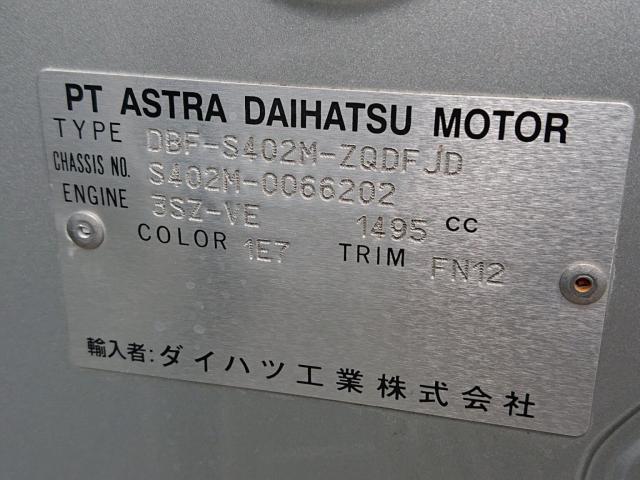 PT ASTRA DAIHATSU MOTOR
TYPE DBF-S402M-ZQDFJD
CHASSIS NO. S402M-0066202
ENGINE 3SZ-VE 1495 CC
COLOR 1E7 TRIM FN12
輸入者:ダイハツ工業株式会社